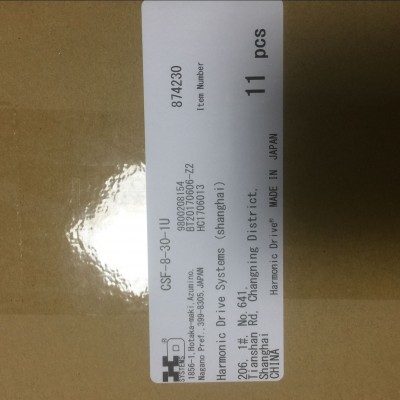 HD
SYSTEMS
CSF-8-30-1U
874230
9800208154
BT20170606-Z2
HC1706013
Item Number
1856-1,Hotaka-maki,Azumino,
Nagano Pref.,399-8305,JAPAN
Harmonic Drive Systems (shanghai)
11 pcs
206. 1#. No.641.
Tianshan Rd. Changning District,
Shanghai
CHINA
Harmonic Drive® MADE IN JAPAN